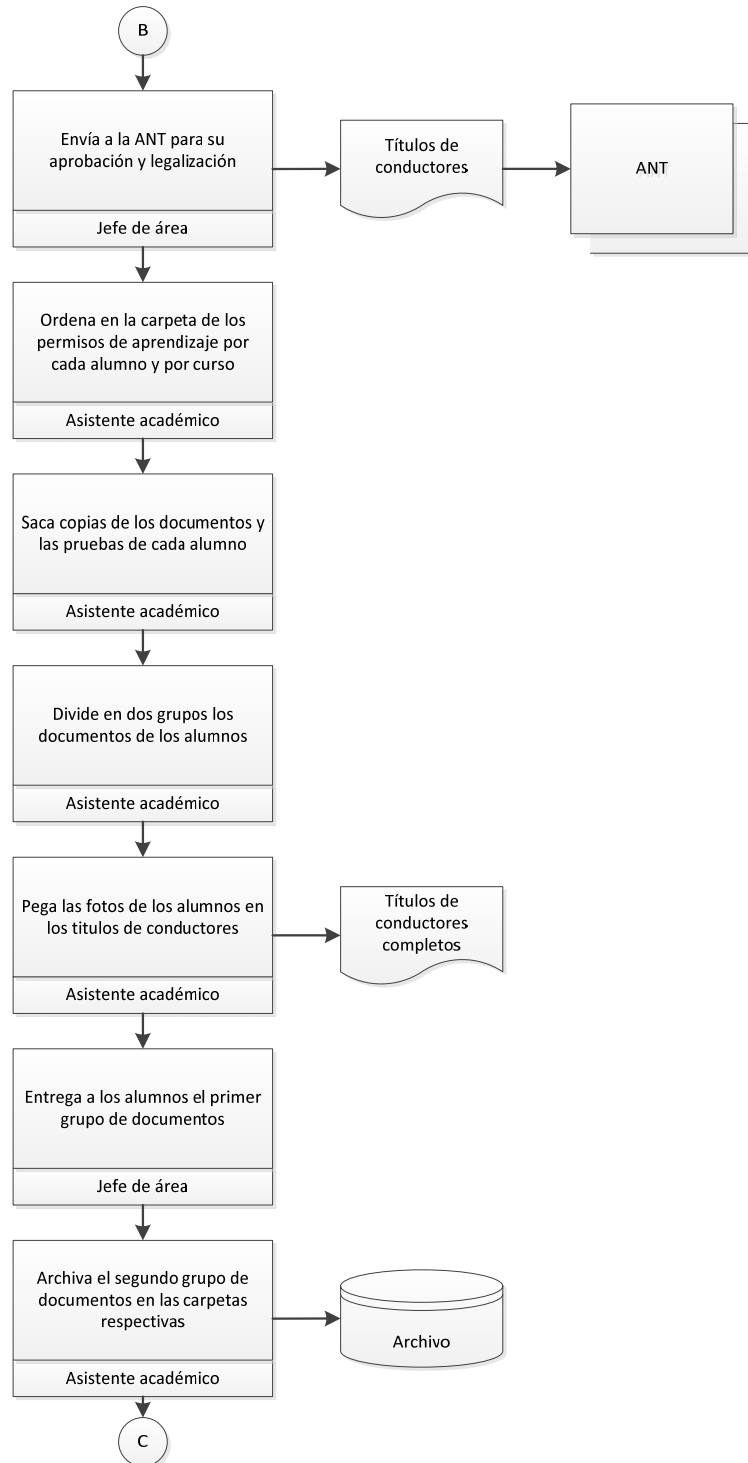 B
Envía a la ANT para su
aprobación y legalización
Jefe de área
Títulos de
conductores
ANT
Ordena en la carpeta de los
permisos de aprendizaje por
cada alumno y por curso
Asistente académico
Saca copias de los documentos y
las pruebas de cada alumno
Asistente académico
Divide en dos grupos los
documentos de los alumnos
Asistente académico
Pega las fotos de los alumnos en
los titulos de conductores
Asistente académico
Títulos de
conductores
completos
Entrega a los alumnos el primer
grupo de documentos
Jefe de área
Archiva el segundo grupo de
documentos en las carpetas
respectivas
Asistente académico
Archivo
C